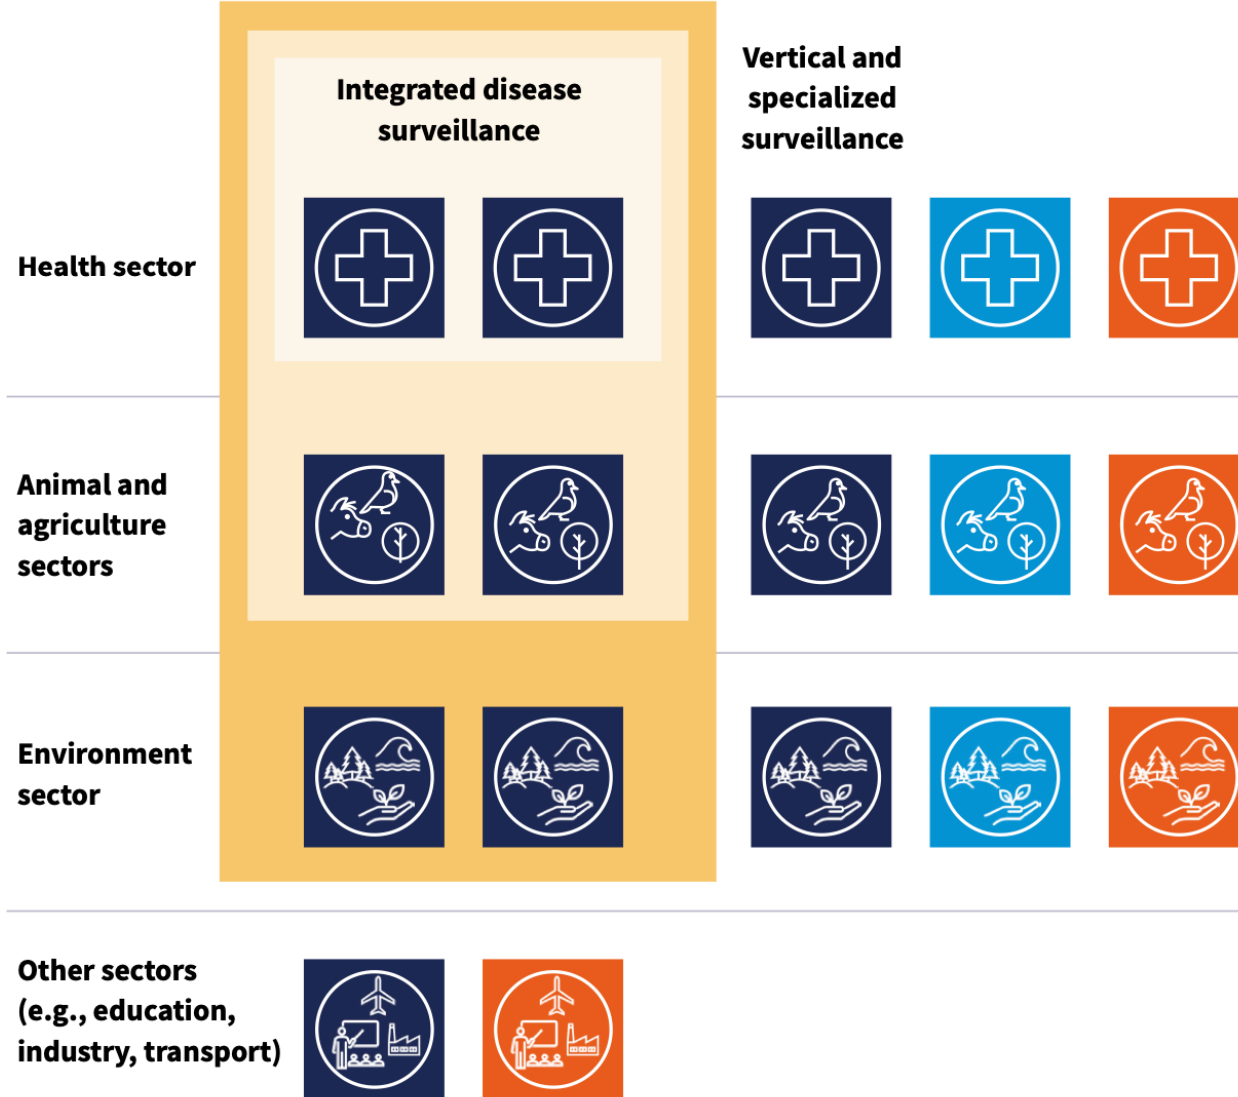 Integrated disease
surveillance
Vertical and
specialized
surveillance
Health sector
Animal and
agriculture
sectors
Environment
sector
Other sectors
(e.g., education,
industry, transport)